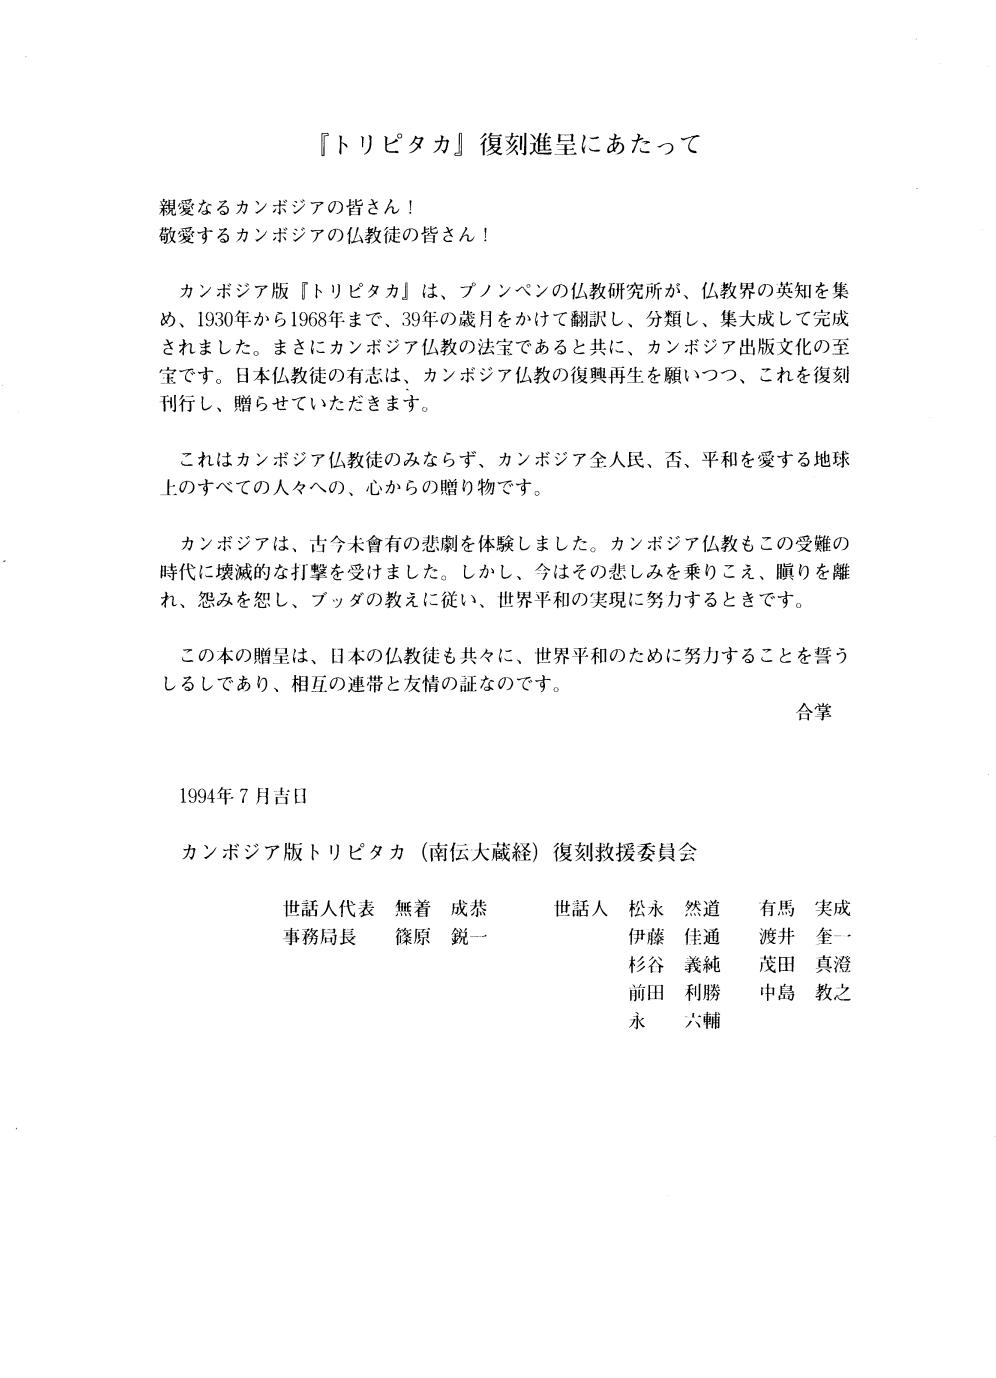 『トリピタカ』復刻進呈にあたって
親愛なるカンボジアの皆さん！
敬愛するカンボジアの仏教徒の皆さん！
カンボジア版『トリピタカ』は、プノンペンの仏教研究所が、仏教界の英知を集
め、1930年から1968年まで、39年の歳月をかけて翻訳し、分類し、集大成して完成
されました。まさにカンボジア仏教の法宝であると共に、カンボジア出版文化の至
宝です。日本仏教徒の有志は、カンボジア仏教の復興再生を願いつつ、これを復刻
刊行し、贈らせていただきます。
これはカンボジア仏教徒のみならず、カンボジア全人民、否、平和を愛する地球
上のすべての人々への、心からの贈り物です。
カンボジアは、古今未曾有の悲劇を体験しました。カンボジア仏教もこの受難の
時代に壊滅的な打撃を受けました。しかし、今はその悲しみを乗りこえ、瞋りを離
れ、怨みを恕し、ブッダの教えに従い、世界平和の実現に努力するときです。
この本の贈呈は、日本の仏教徒も共々に、世界平和のために努力することを誓う
しるしであり、相互の連帯と友情の証なのです。
合掌
1994年７月吉日
カンボジア版トリピタカ（南伝大蔵経）復刻救援委員会
世話人代表　無着　成恭　世話人　松永　然道　有馬　実成
事務局長　篠原　鋭一　伊藤　佳通　渡井　奎一
杉谷　義純　茂田　真澄
前田　利勝　中島　教之
永　六輔